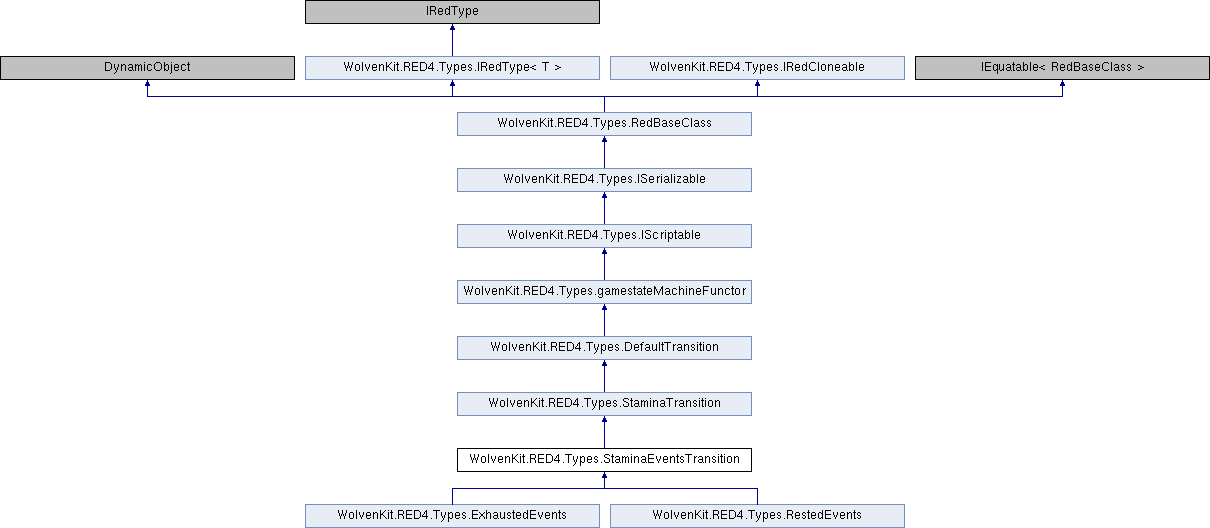 IRedType
DynamicObject
WolvenKit.RED4.Types.IRedType< T >
WolvenKit.RED4.Types.IRedCloneable
IEquatable< RedBaseClass >
WolvenKit.RED4.Types.RedBaseClass
WolvenKit.RED4.Types.ISerializable
WolvenKit.RED4.Types.IScriptable
WolvenKit.RED4.Types.gamestateMachineFunctor
WolvenKit.RED4.Types.DefaultTransition
WolvenKit.RED4.Types.StaminaTransition
WolvenKit.RED4.Types.StaminaEventsTransition
WolvenKit.RED4.Types.ExhaustedEvents
WolvenKit.RED4.Types.RestedEvents